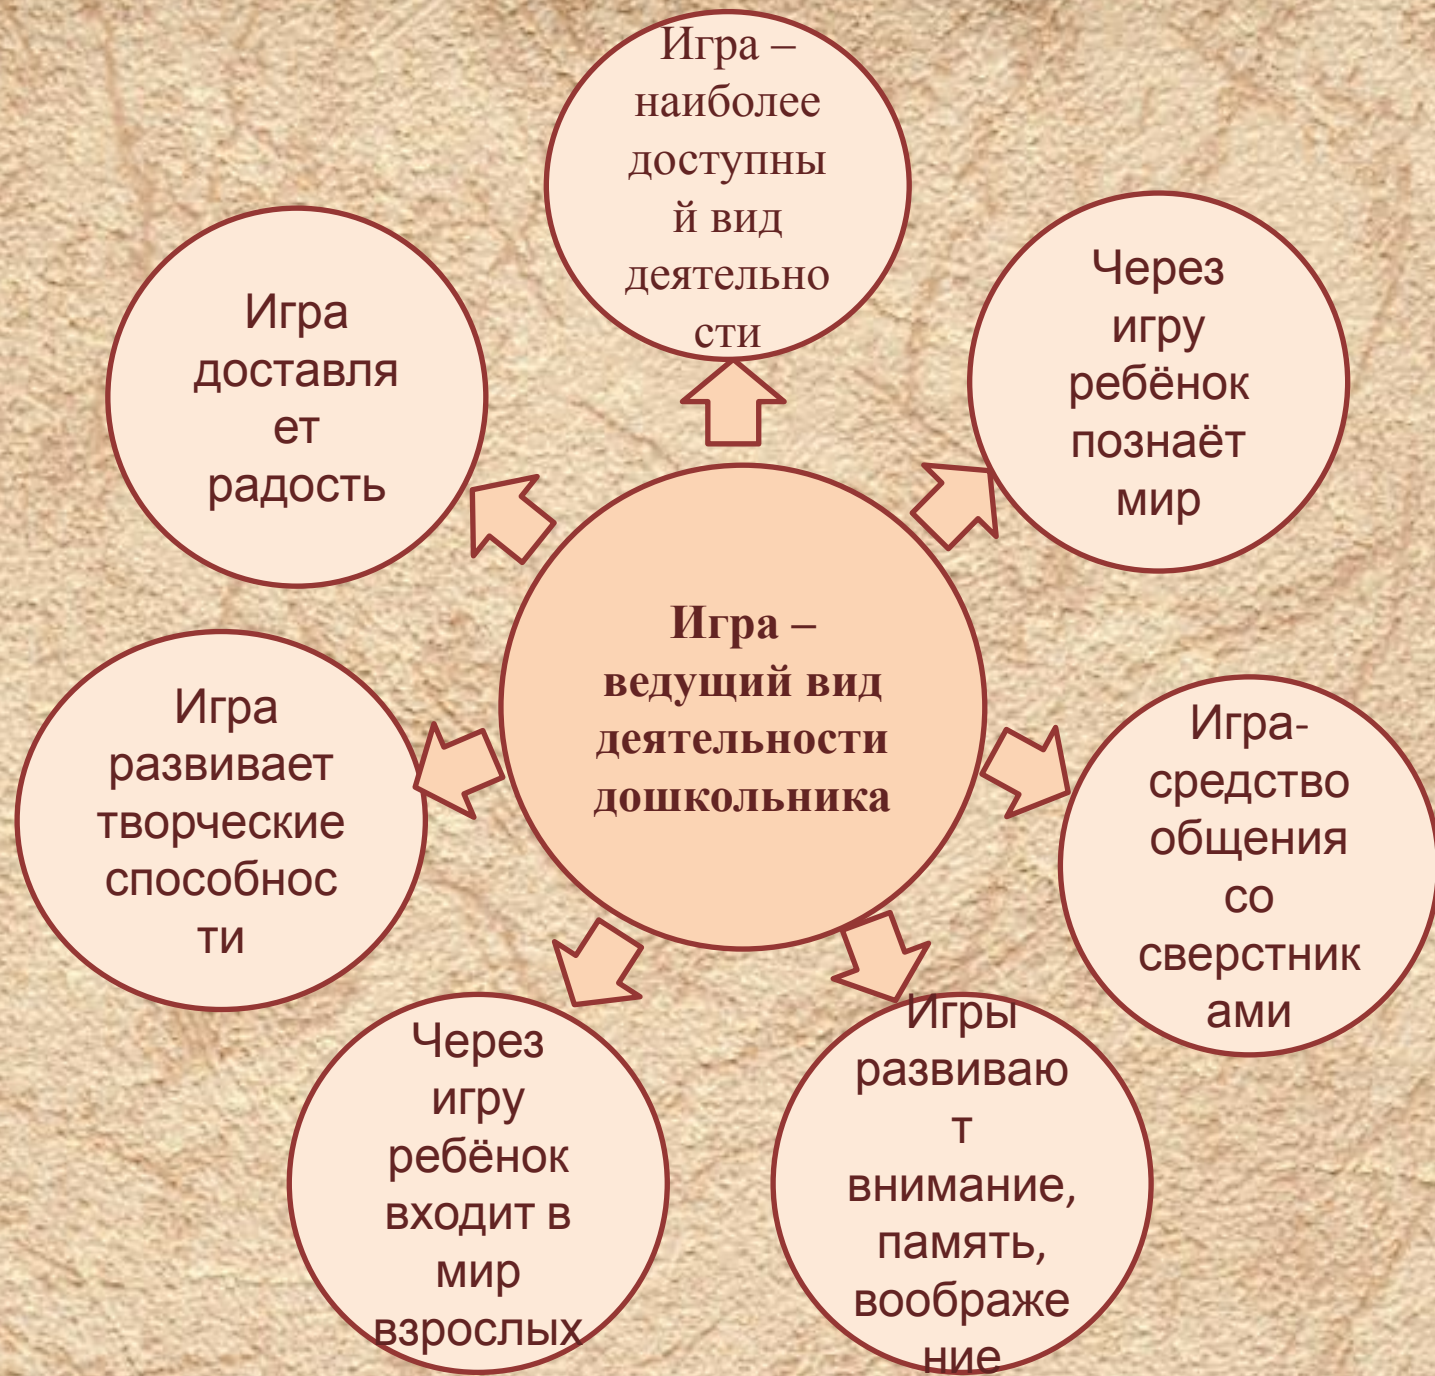 Игра –
наиболее
доступны
й вид
деятельно
сти
Через
игру
ребёнок
познаёт
мир
Игра-
средство
общения
со
сверстник
ами
Игры
развиваю
т
внимание,
память,
воображе
ние
Через
игру
ребёнок
входит в
мир
взрослых
Игра
развивает
творческие
способнос
ти
Игра
доставля
ет
радость
Игра –
ведущий вид
деятельности
дошкольника